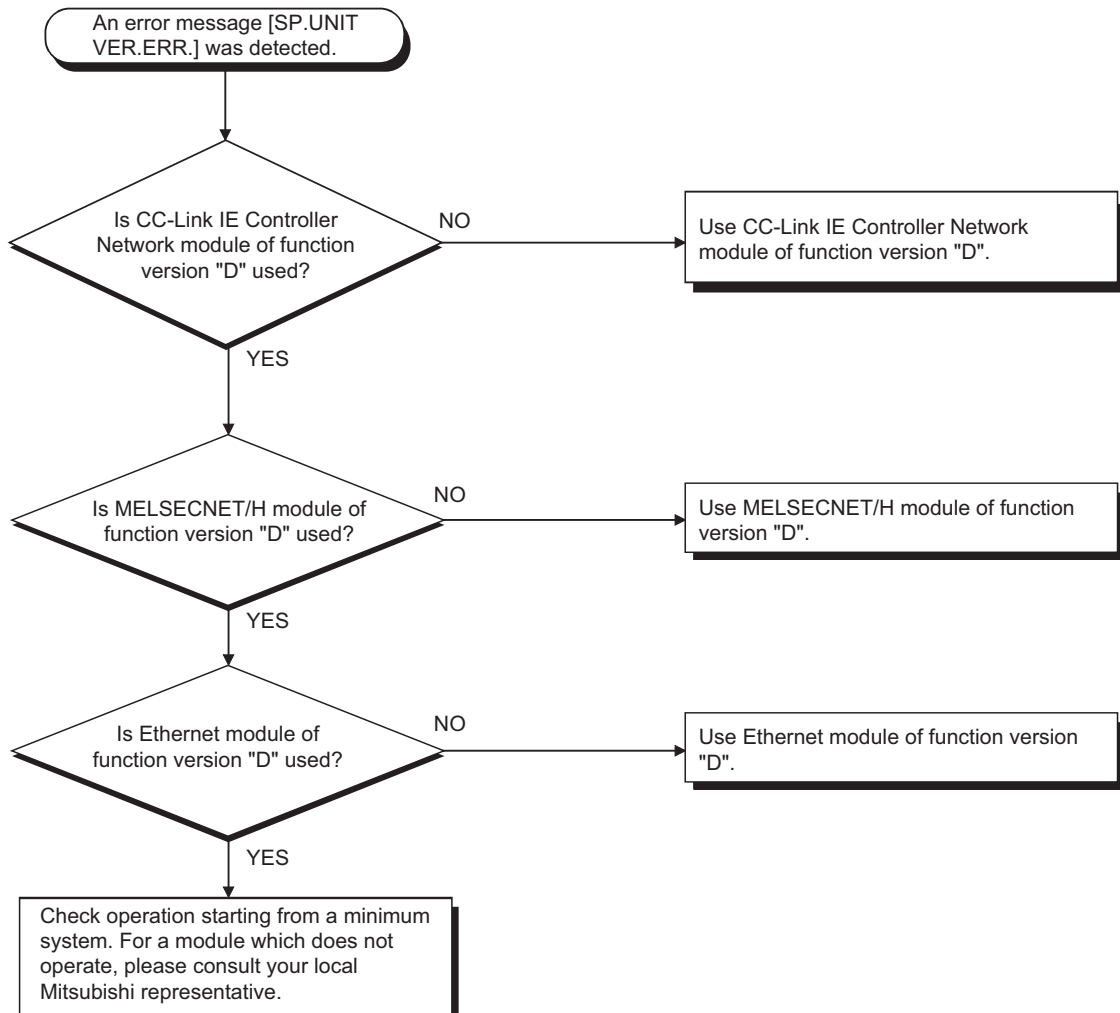 An error message [SP.UNIT
VER.ERR.] was detected.
Is CC-Link IE Controller
Network module of function
version "D" used?
NO
Use CC-Link IE Controller Network
module of function version "D".
YES
Is MELSECNET/H module of
function version "D" used?
NO
Use MELSECNET/H module of function
version "D".
YES
Is Ethernet module of
function version "D" used?
NO
Use Ethernet module of function version
"D".
YES
Check operation starting from a minimum
system. For a module which does not
operate, please consult your local
Mitsubishi representative.